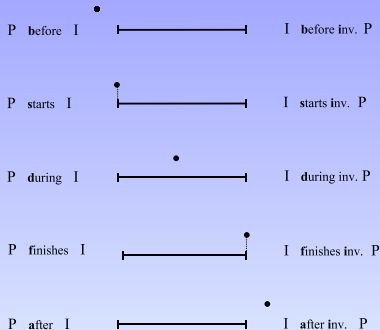 P before I I before inv. P
P starts I I starts inv. P
P during I I during inv. P
P finishes I I finishes inv. P
P after I I after inv. P